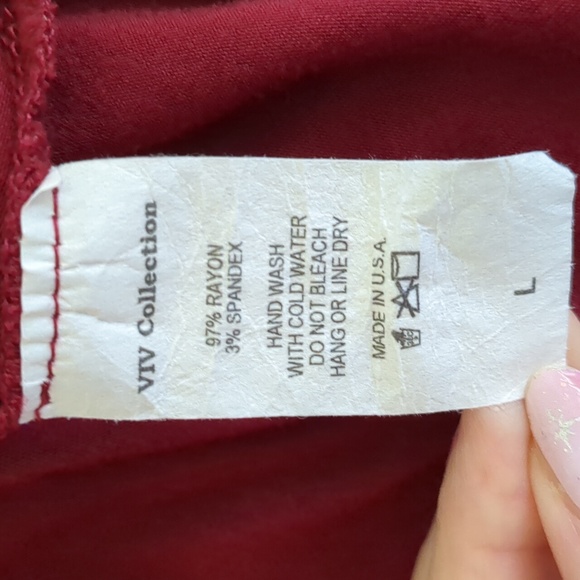 VIV Collection
97% RAYON
3% SPANDEX
HAND WASH
WITH COLD WATER
DO NOT BLEACH
HANG OR LINE DRY
MADE IN U.S.A.
L